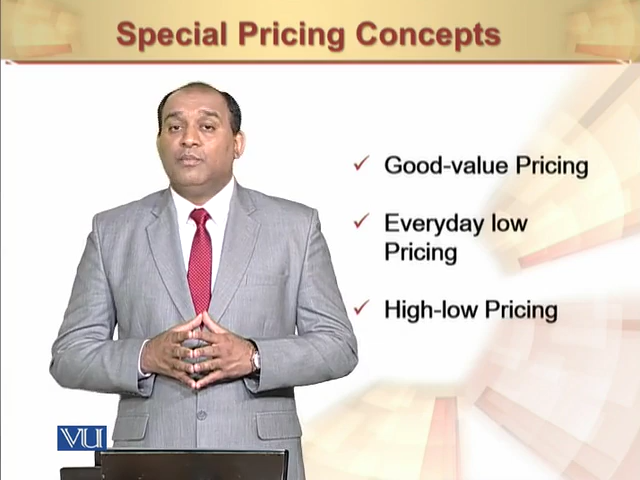 Special Pricing Concepts
Good-value Pricing
Everyday low
Pricing
High-low Pricing
VU